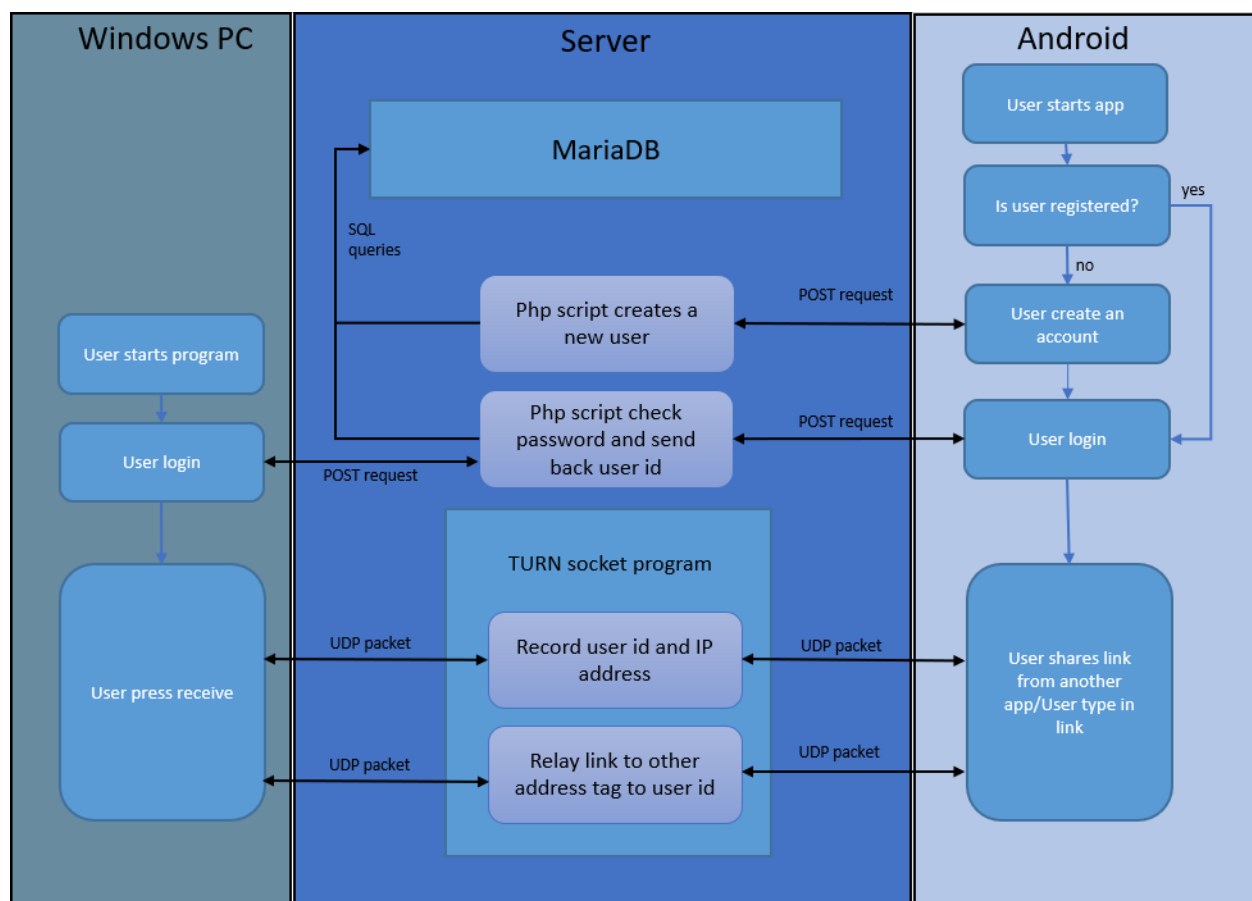 Windows PC
Server
Android
User starts app
MariaDB
Is user registered?
yes
SQL
queries
no
Php script creates a
new user
POST request
User create an
account
User starts program
Php script check
password and send
back user id
POST request
User login
User login
POST request
TURN socket program
UDP packet
Record user id and IP
address
UDP packet
User press receive
User shares link
from another
app/User type in
link
UDP packet
Relay link to other
address tag to user id
UDP packet